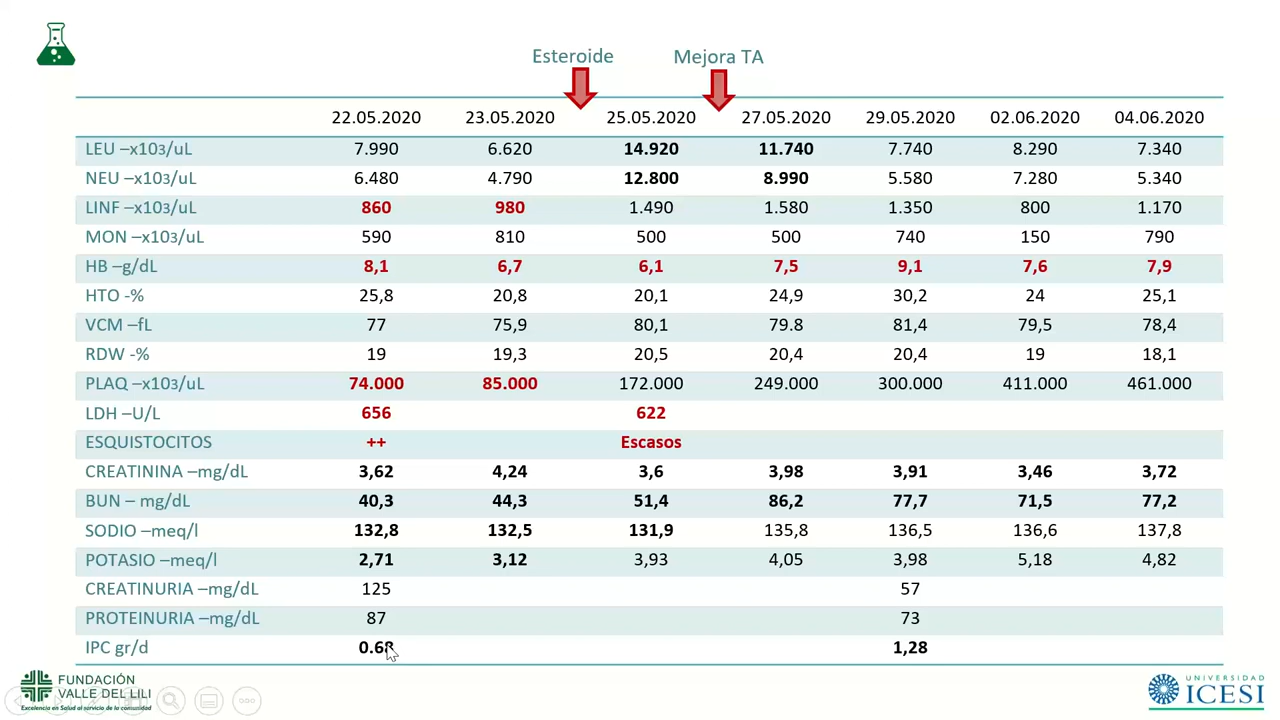 Esteroide Mejora TA
22.05.2020 23.05.2020 25.05.2020 27.05.2020 29.05.2020 02.06.2020 04.06.2020
LEU –x103/uL 7.990 6.620 14.920 11.740 7.740 8.290 7.340
NEU –x103/uL 6.480 4.790 12.800 8.990 5.580 7.280 5.340
LINF –x103/uL 860 980 1.490 1.580 1.350 800 1.170
MON –x103/uL 590 810 500 500 740 150 790
HB –g/dL 8,1 6,7 6,1 7,5 9,1 7,6 7,9
HTO -% 25,8 20,8 20,1 24,9 30,2 24 25,1
VCM –fL 77 75,9 80,1 79.8 81,4 79,5 78,4
RDW -% 19 19,3 20,5 20,4 20,4 19 18,1
PLAQ –x103/uL 74.000 85.000 172.000 249.000 300.000 411.000 461.000
LDH –U/L 656 622
ESQUISTOCITOS ++ Escasos
CREATININA –mg/dL 3,62 4,24 3,6 3,98 3,91 3,46 3,72
BUN – mg/dL 40,3 44,3 51,4 86,2 77,7 71,5 77,2
SODIO –meq/l 132,8 132,5 131,9 135,8 136,5 136,6 137,8
POTASIO –meq/l 2,71 3,12 3,93 4,05 3,98 5,18 4,82
CREATINURIA –mg/dL 125 57
PROTEINURIA –mg/dL 87 73
IPC gr/d 0.68 1,28
FUNDACIÓN
VALLE DEL LILI
Excelencia en Salud al servicio de la comunidad
UNIVERSIDAD
ICESI